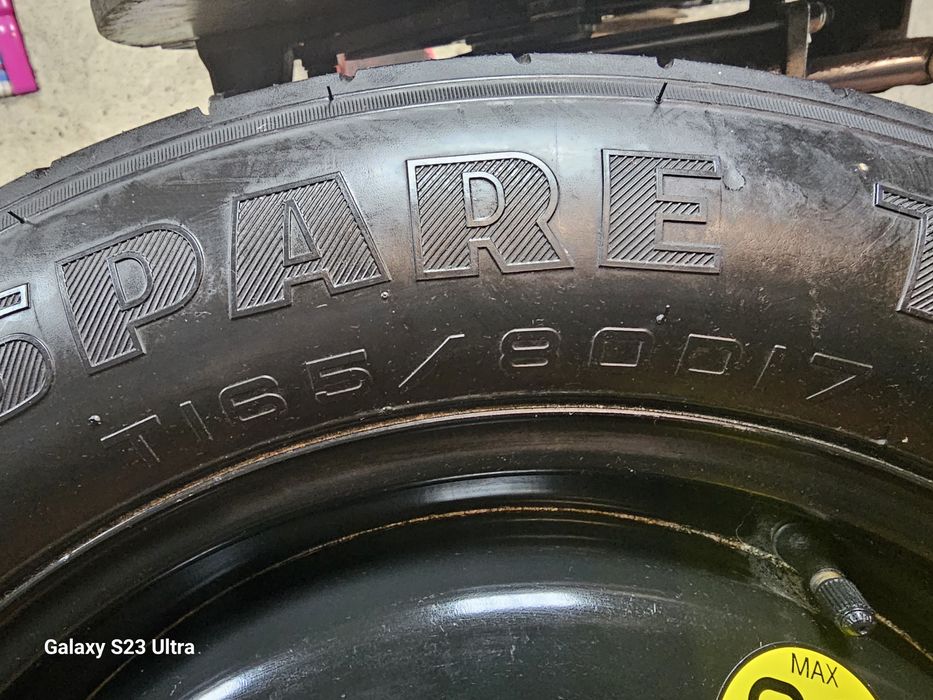 SPARE T
T165/80D17
MAX
Galaxy S23 Ultra